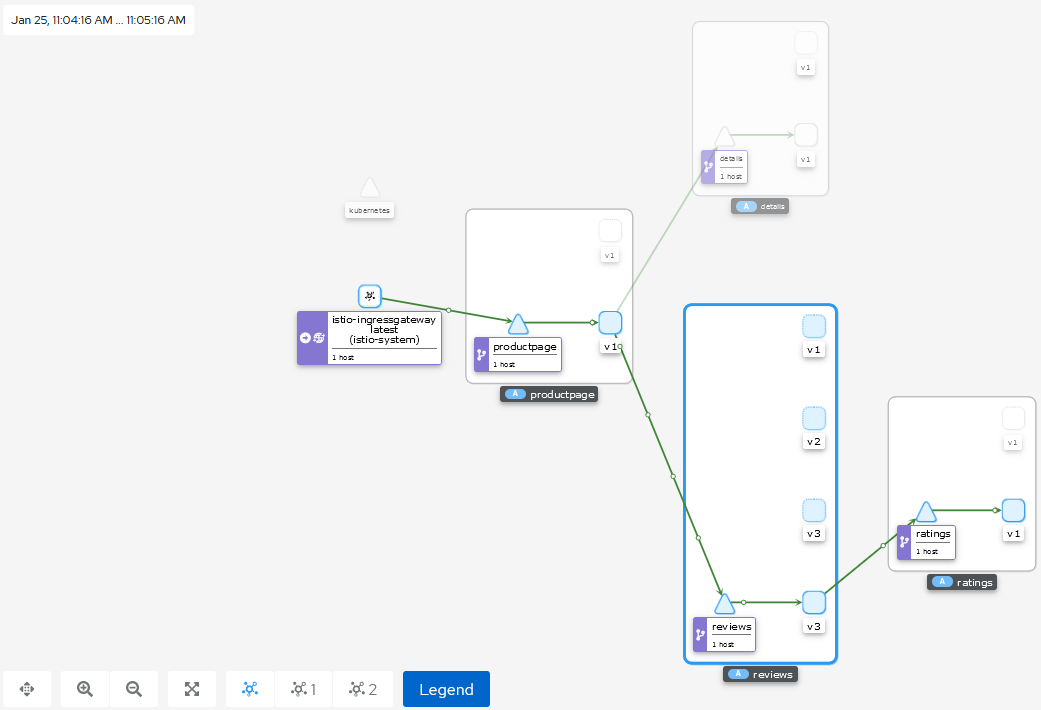 Jan 25, 11:04:16 AM ... 11:05:16 AM
v1
v1
details
1 host
A details
kubernetes
v1
istio-ingressgateway
latest
(istio-system)
1 host
productpage
1 host
v1
A productpage
v1
v2
v3
v3
reviews
1 host
A reviews
v1
ratings
1 host
v1
A ratings
1
2
Legend